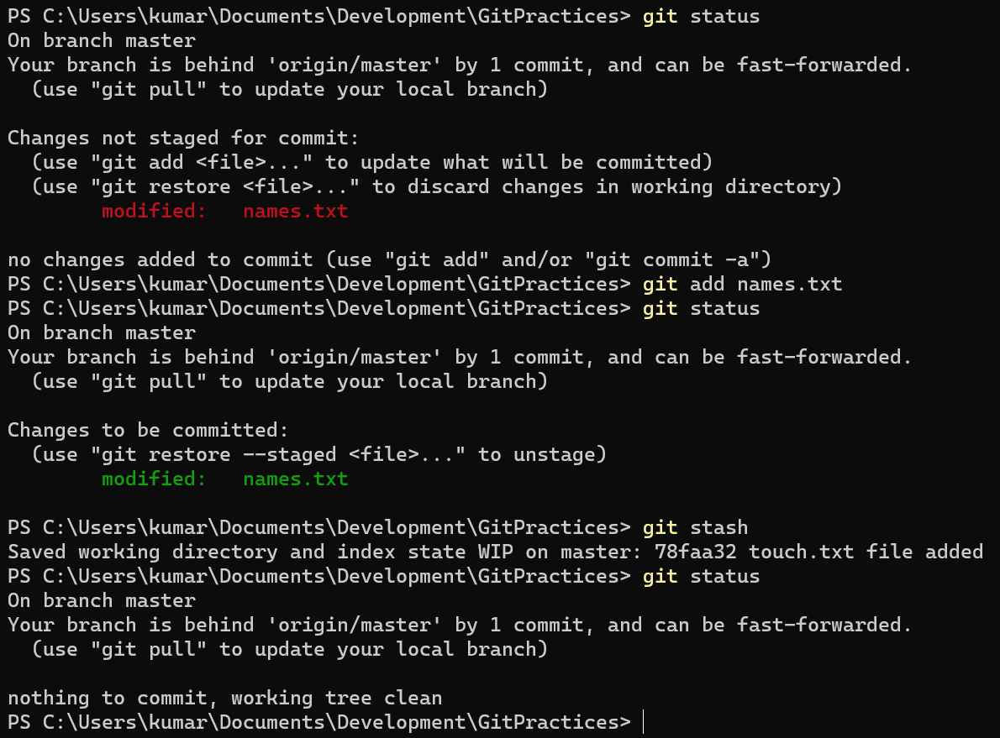 PS C:\Users\kumar\Documents\Development\GitPractices> git status
On branch master
Your branch is behind 'origin/master' by 1 commit, and can be fast-forwarded.
  (use "git pull" to update your local branch)

Changes not staged for commit:
  (use "git add <file>..." to update what will be committed)
  (use "git restore <file>..." to discard changes in working directory)
        modified:   names.txt

no changes added to commit (use "git add" and/or "git commit -a")
PS C:\Users\kumar\Documents\Development\GitPractices> git add names.txt
PS C:\Users\kumar\Documents\Development\GitPractices> git status
On branch master
Your branch is behind 'origin/master' by 1 commit, and can be fast-forwarded.
  (use "git pull" to update your local branch)

Changes to be committed:
  (use "git restore --staged <file>..." to unstage)
        modified:   names.txt

PS C:\Users\kumar\Documents\Development\GitPractices> git stash
Saved working directory and index state WIP on master: 78faa32 touch.txt file added
PS C:\Users\kumar\Documents\Development\GitPractices> git status
On branch master
Your branch is behind 'origin/master' by 1 commit, and can be fast-forwarded.
  (use "git pull" to update your local branch)

nothing to commit, working tree clean
PS C:\Users\kumar\Documents\Development\GitPractices>